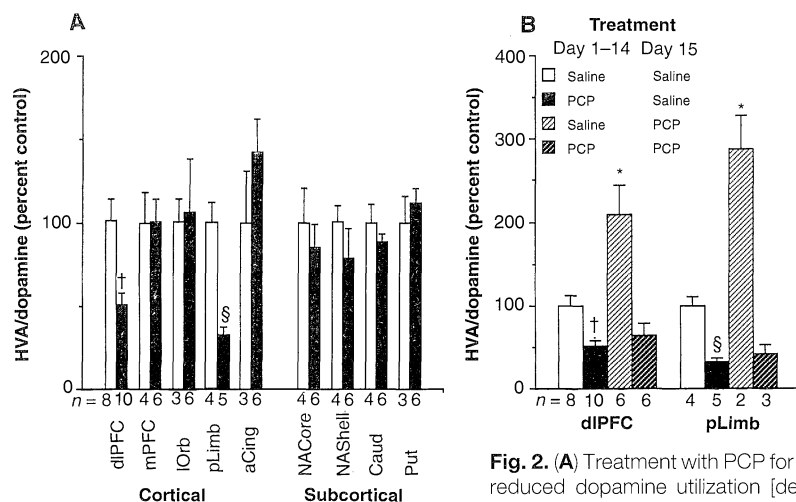 A
HVA/dopamine (percent control)
200
100
0
n = 8 10 4 6 3 6 4 5 3 6 4 6 4 6 4 6 3 6
† §
dlPFC mPFC lOrb pLimb aCing NACore NAShell Caud Put
Cortical Subcortical
B Treatment
Day 1–14 Day 15
Saline Saline
PCP Saline
Saline PCP
PCP PCP
HVA/dopamine (percent control)
400
300
200
100
0
* *
† §
n = 8 10 6 6 4 5 2 3
dlPFC pLimb
Fig. 2. (A) Treatment with PCP for
reduced dopamine utilization [de